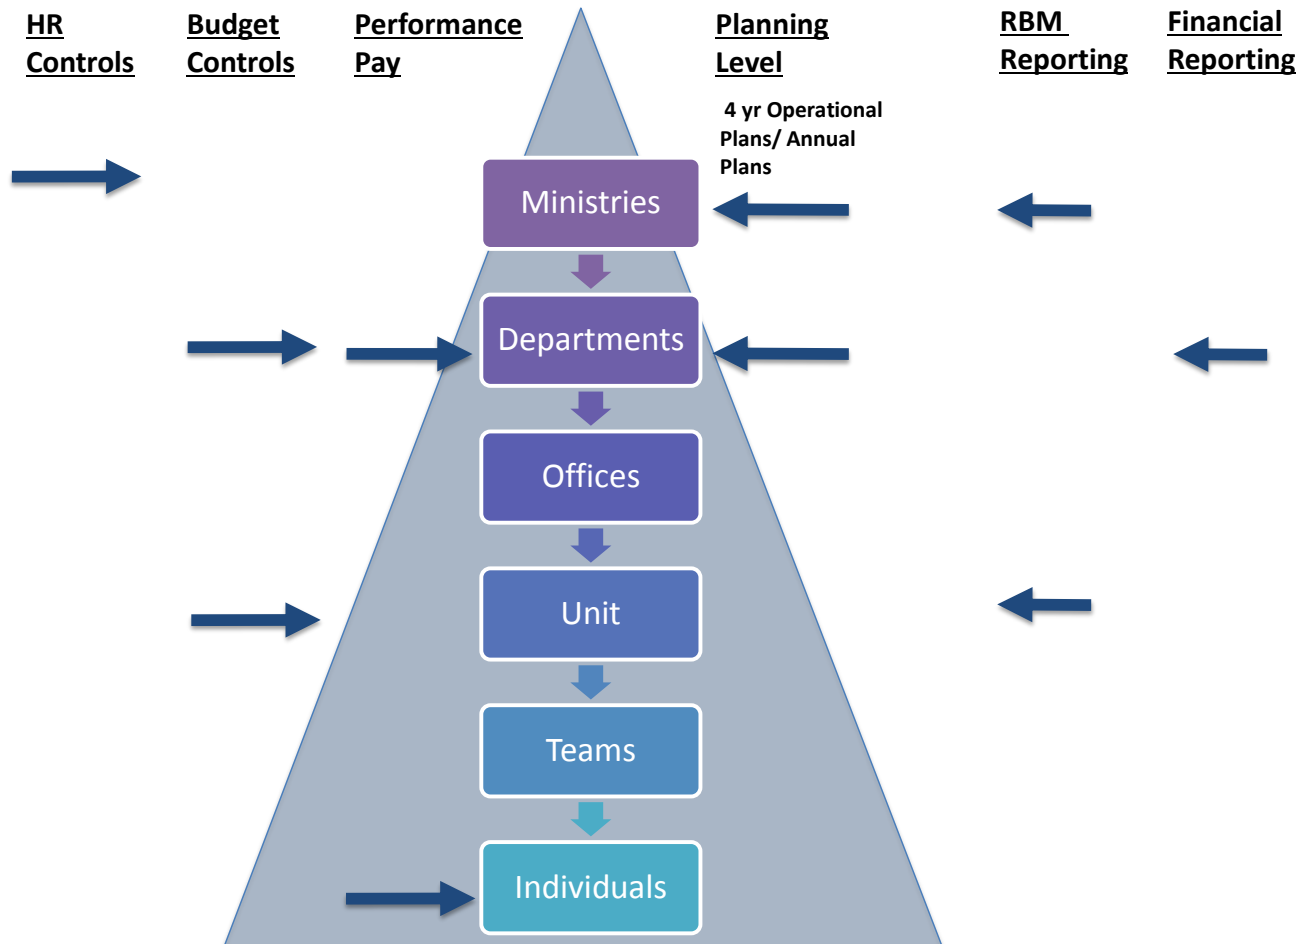 HR
Controls
Budget
Controls
Performance
Pay
Planning
Level
RBM
Reporting
Financial
Reporting
4 yr Operational
Plans/ Annual
Plans
Ministries
Departments
Offices
Unit
Teams
Individuals